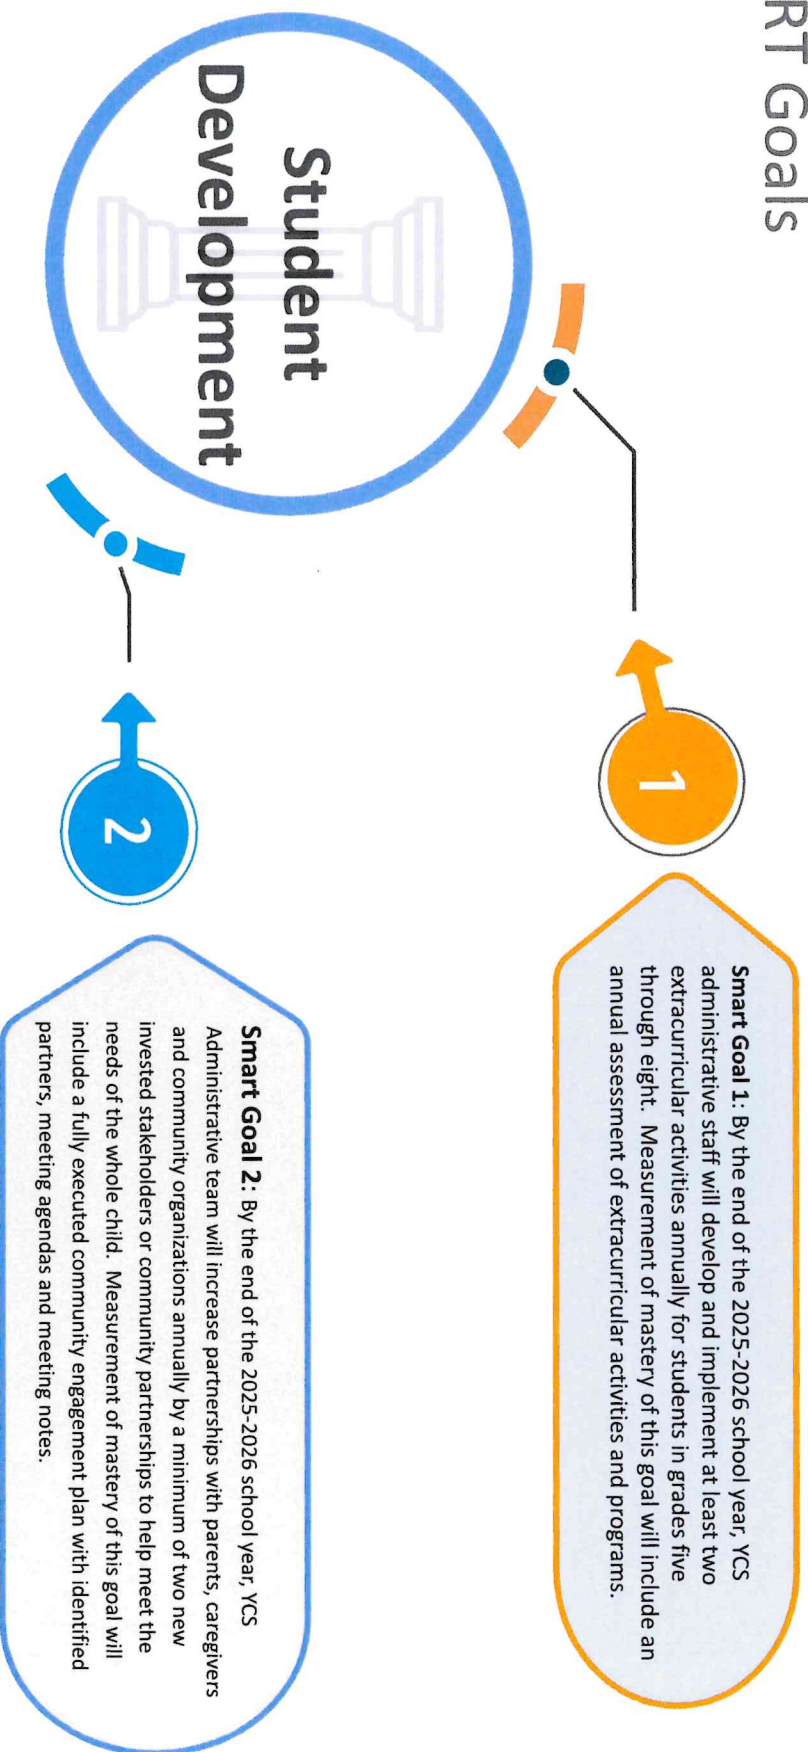 RT Goals
Student
Development
1
Smart Goal 1: By the end of the 2025-2026 school year, YCS
administrative staff will develop and implement at least two
extracurricular activities annually for students in grades five
through eight.  Measurement of mastery of this goal will include an
annual assessment of extracurricular activities and programs.
2
Smart Goal 2: By the end of the 2025-2026 school year, YCS
Administrative team will increase partnerships with parents, caregivers
and community organizations annually by a minimum of two new
invested stakeholders or community partnerships to help meet the
needs of the whole child.  Measurement of mastery of this goal will
include a fully executed community engagement plan with identified
partners, meeting agendas and meeting notes.